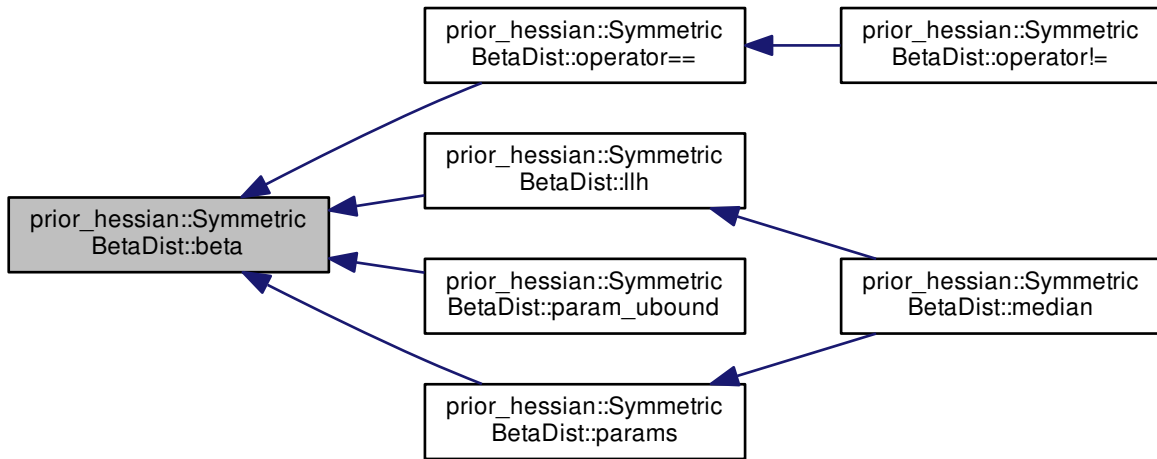 prior_hessian::Symmetric
BetaDist::beta
prior_hessian::Symmetric
BetaDist::operator==
prior_hessian::Symmetric
BetaDist::operator!=
prior_hessian::Symmetric
BetaDist::llh
prior_hessian::Symmetric
BetaDist::param_ubound
prior_hessian::Symmetric
BetaDist::median
prior_hessian::Symmetric
BetaDist::params